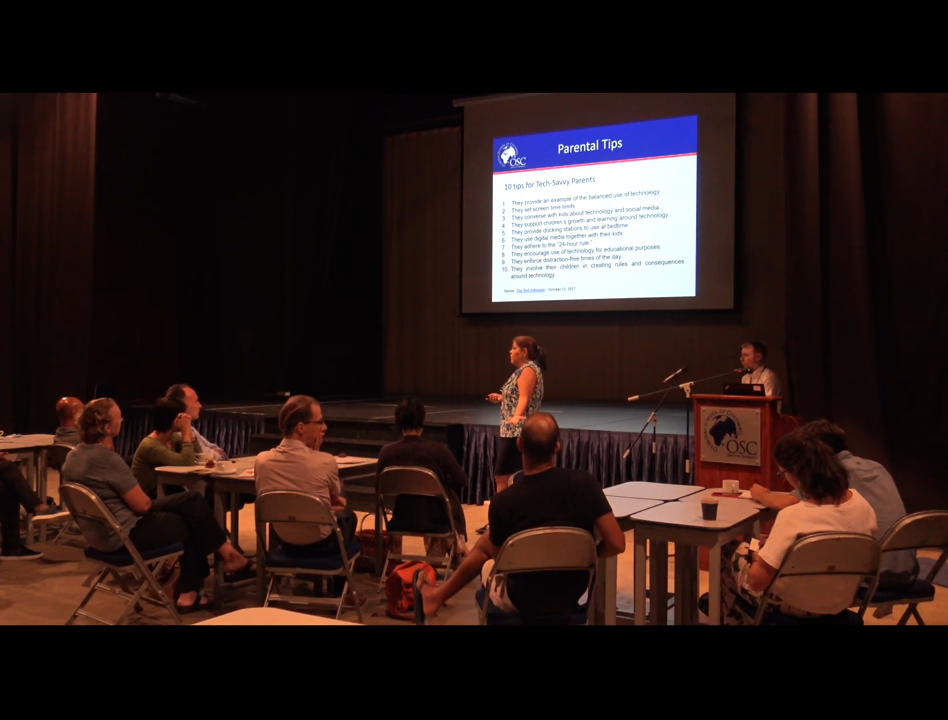 OSC
Parental Tips
10 tips for Tech-Savvy Parents
1. They provide an example of the balanced use of technology.
2. They set screen time limits
3. They converse with kids about technology and social media.
4. They support children's growth and learning around technology
5. They provide docking stations to use at bedtime
6. They use digital media together with their kids.
7. They adhere to the "24-hour rule."
8. They encourage use of technology for educational purposes.
9. They enforce distraction-free times of the day.
10. They involve their children in creating rules and consequences
around technology
October 11, 2017
OSC